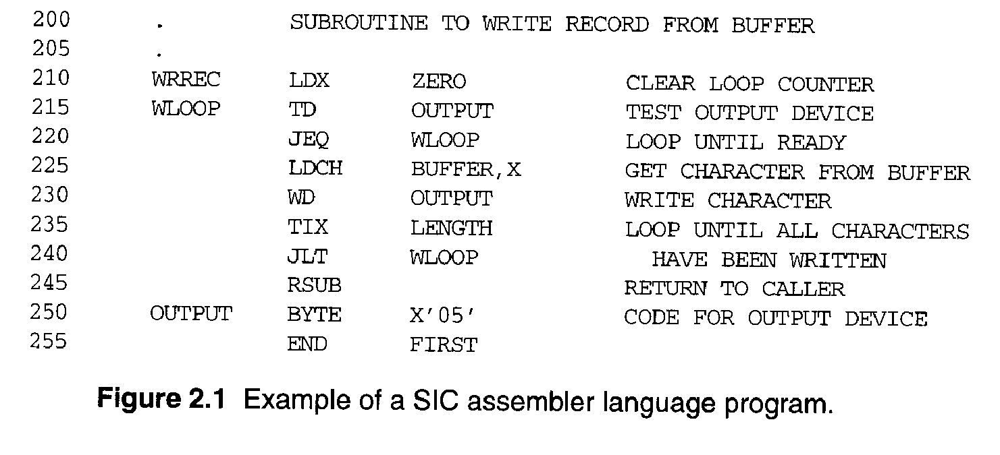 200 . SUBROUTINE TO WRITE RECORD FROM BUFFER
205 .
210 WRREC LDX ZERO CLEAR LOOP COUNTER
215 WLOOP TD OUTPUT TEST OUTPUT DEVICE
220 JEQ WLOOP LOOP UNTIL READY
225 LDCH BUFFER,X GET CHARACTER FROM BUFFER
230 WD OUTPUT WRITE CHARACTER
235 TIX LENGTH LOOP UNTIL ALL CHARACTERS
240 JLT WLOOP HAVE BEEN WRITTEN
245 RSUB RETURN TO CALLER
250 OUTPUT BYTE X'05' CODE FOR OUTPUT DEVICE
255 END FIRST
Figure 2.1 Example of a SIC assembler language program.